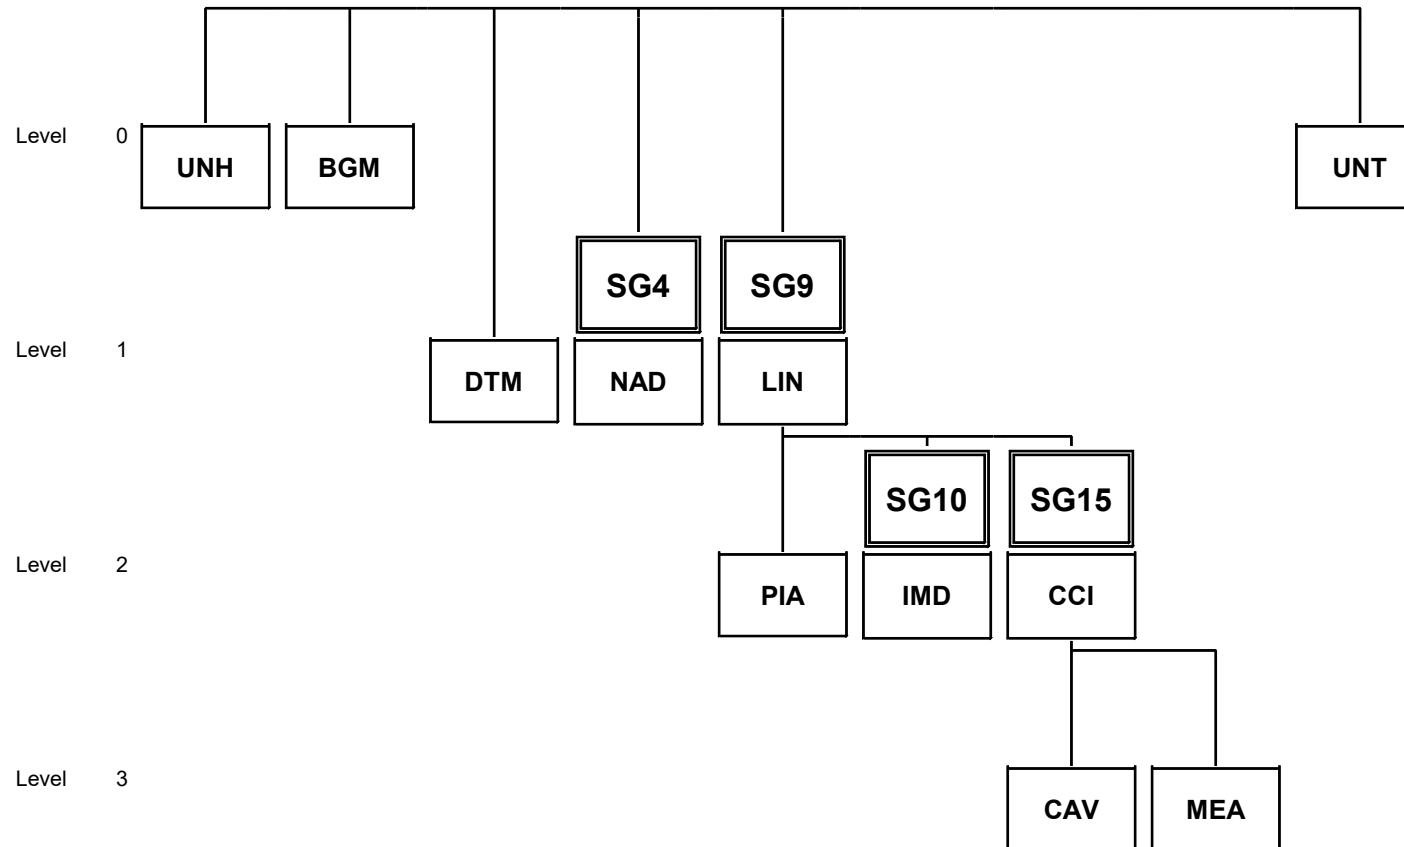 Level 0 UNH BGM UNT
SG4 SG9
Level 1 DTM NAD LIN
SG10 SG15
Level 2 PIA IMD CCI
Level 3 CAV MEA